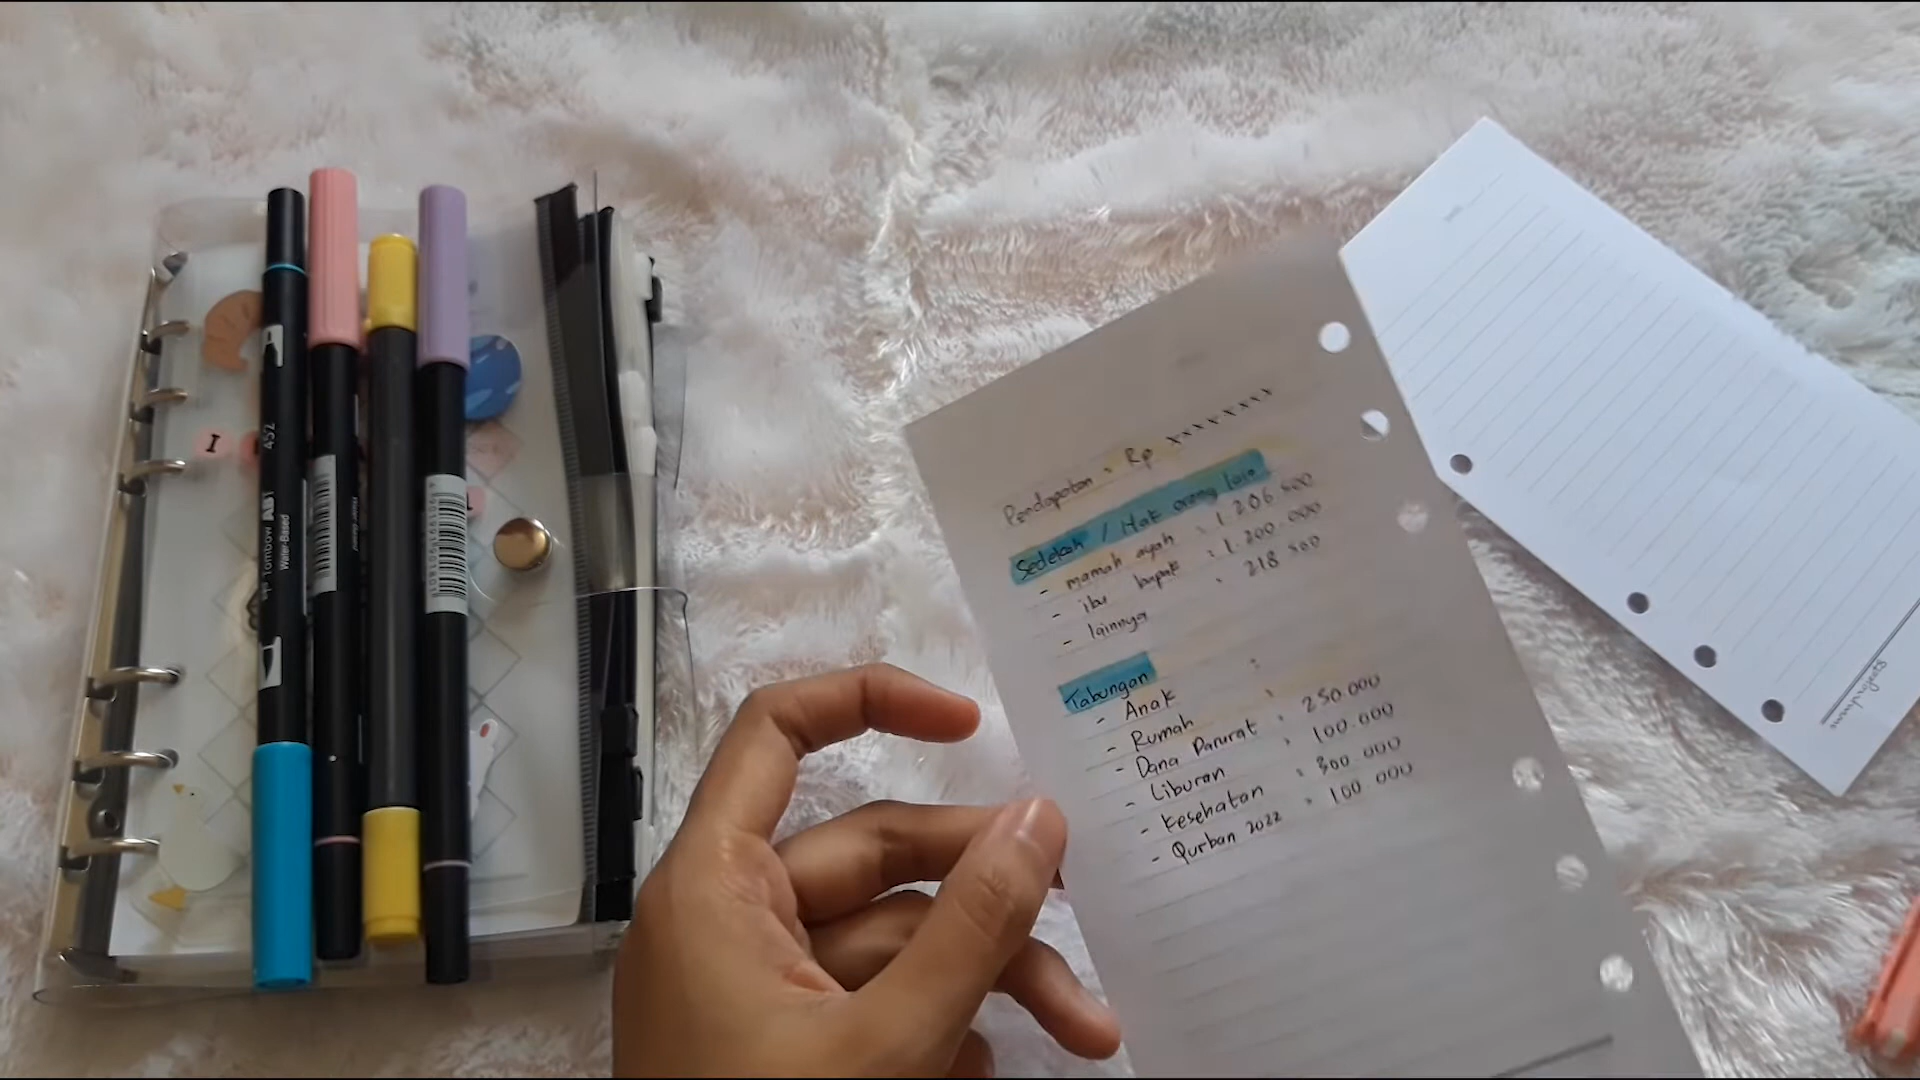 Pendapatan : Rp xxxxxxxx
Sedekah / Hak orang lain
- mamah ayah : 1.206.500
- ibu bapak : 1.200.000
- lainnya : 218.500
Tabungan
- Anak :
- Rumah :
- Dana Darurat : 250.000
- Liburan : 100.000
- Kesehatan : 300.000
- Qurban 2022 : 100.000
452
ABT
Tombow
Water-Based
I